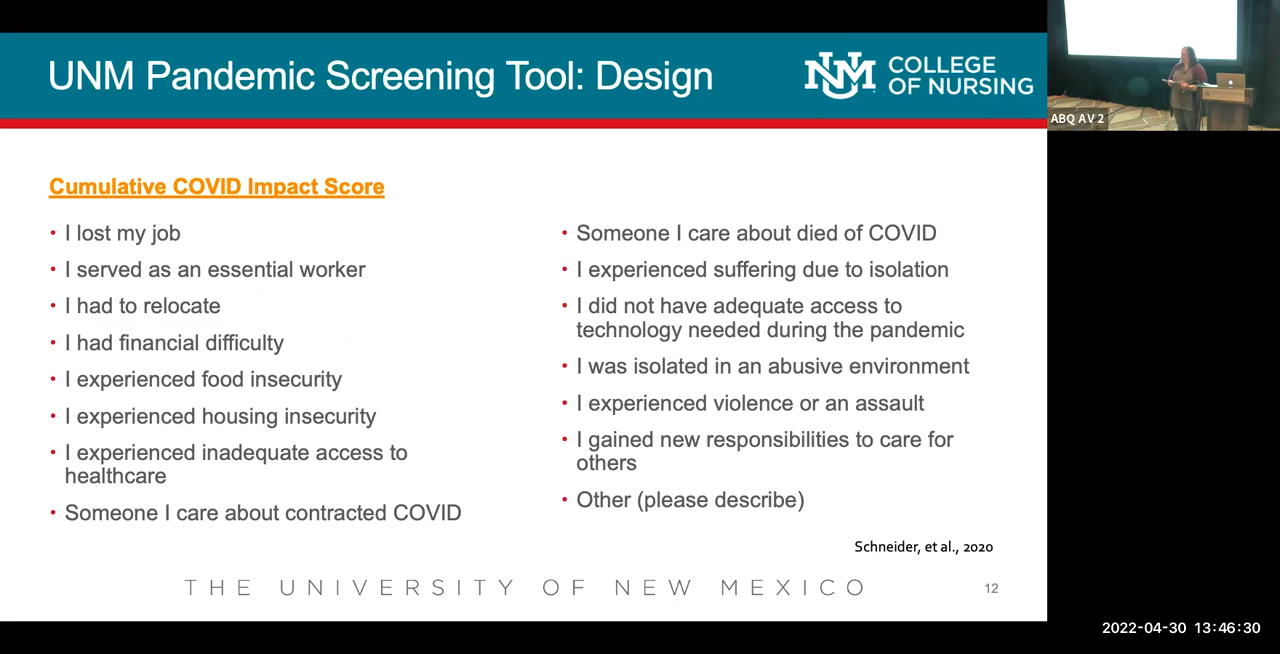 UNM Pandemic Screening Tool: Design
UNM
COLLEGE
OF NURSING
ABQ AV 2
Cumulative COVID Impact Score
• I lost my job
• I served as an essential worker
• I had to relocate
• I had financial difficulty
• I experienced food insecurity
• I experienced housing insecurity
• I experienced inadequate access to
healthcare
• Someone I care about contracted COVID
• Someone I care about died of COVID
• I experienced suffering due to isolation
• I did not have adequate access to
technology needed during the pandemic
• I was isolated in an abusive environment
• I experienced violence or an assault
• I gained new responsibilities to care for
others
• Other (please describe)
Schneider, et al., 2020
THE UNIVERSITY OF NEW MEXICO
12
2022-04-30 13:46:30